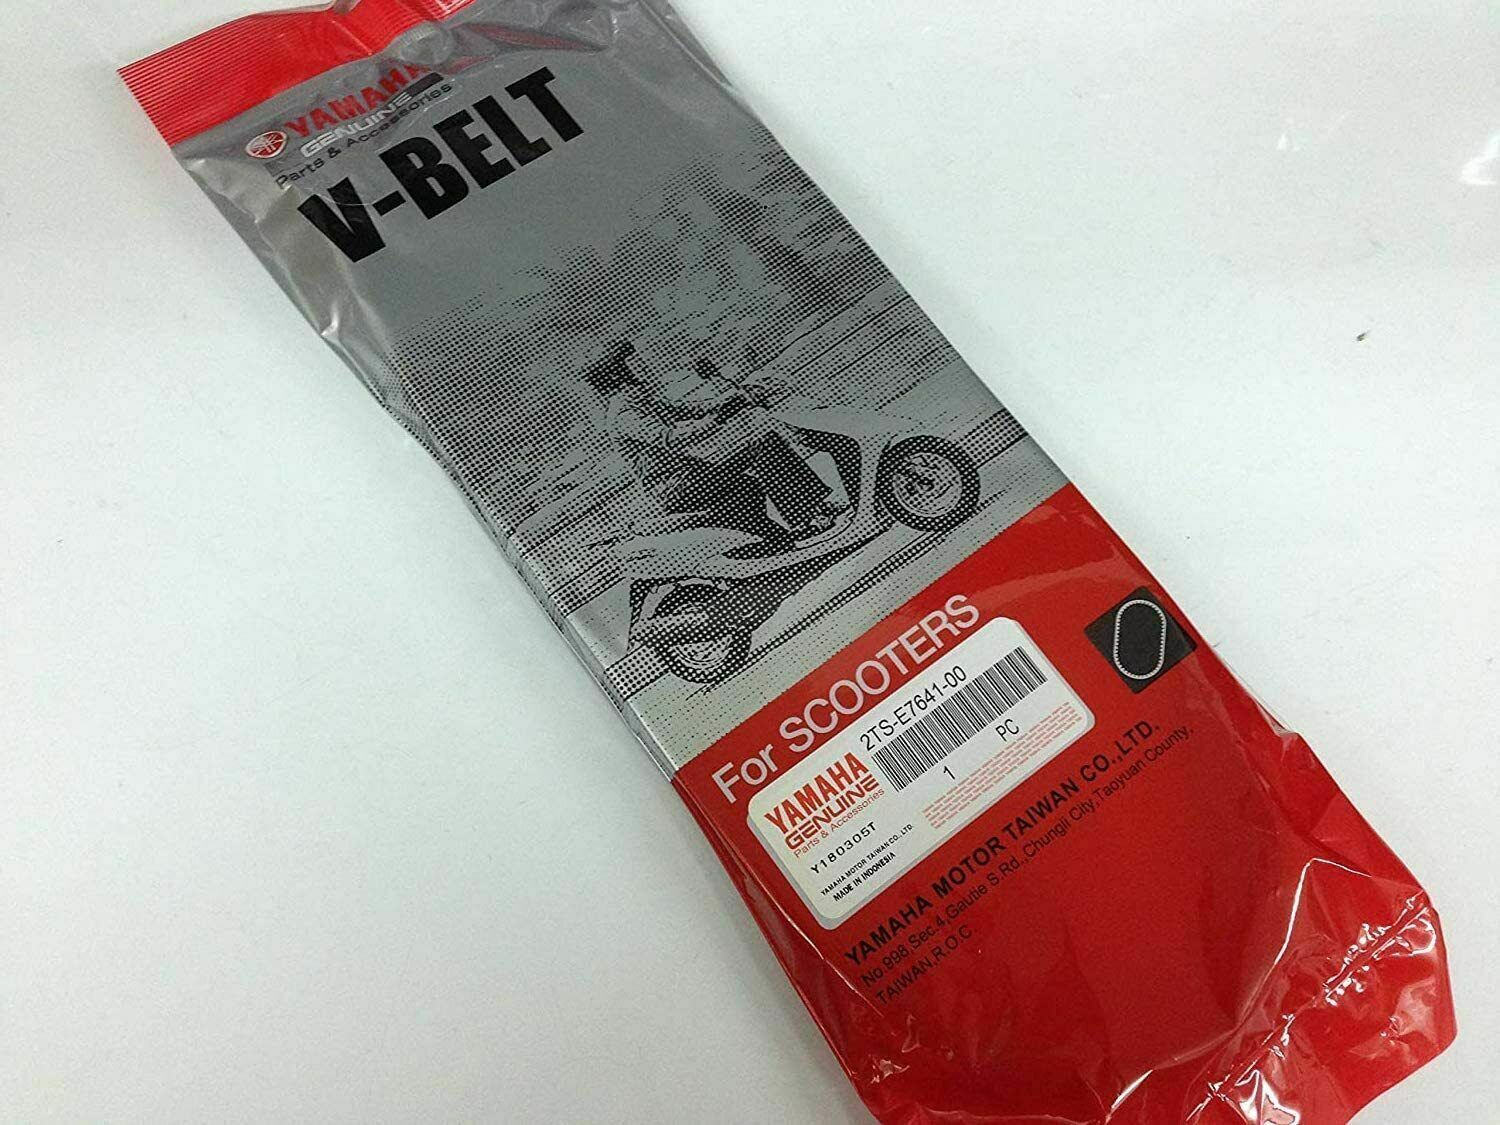 YAMAHA
GENUINE
Parts & Accessories
V-BELT
For SCOOTERS
YAMAHA
GENUINE
Parts & Accessories
2TS-E7641-00
1 PC
Y180305T
YAMAHA MOTOR TAIWAN CO., LTD.
MADE IN INDONESIA
YAMAHA MOTOR TAIWAN CO.,LTD.
No.998,Sec.4,Gautie S.Rd.,Chungli City,Taoyuan County,
TAIWAN,R.O.C